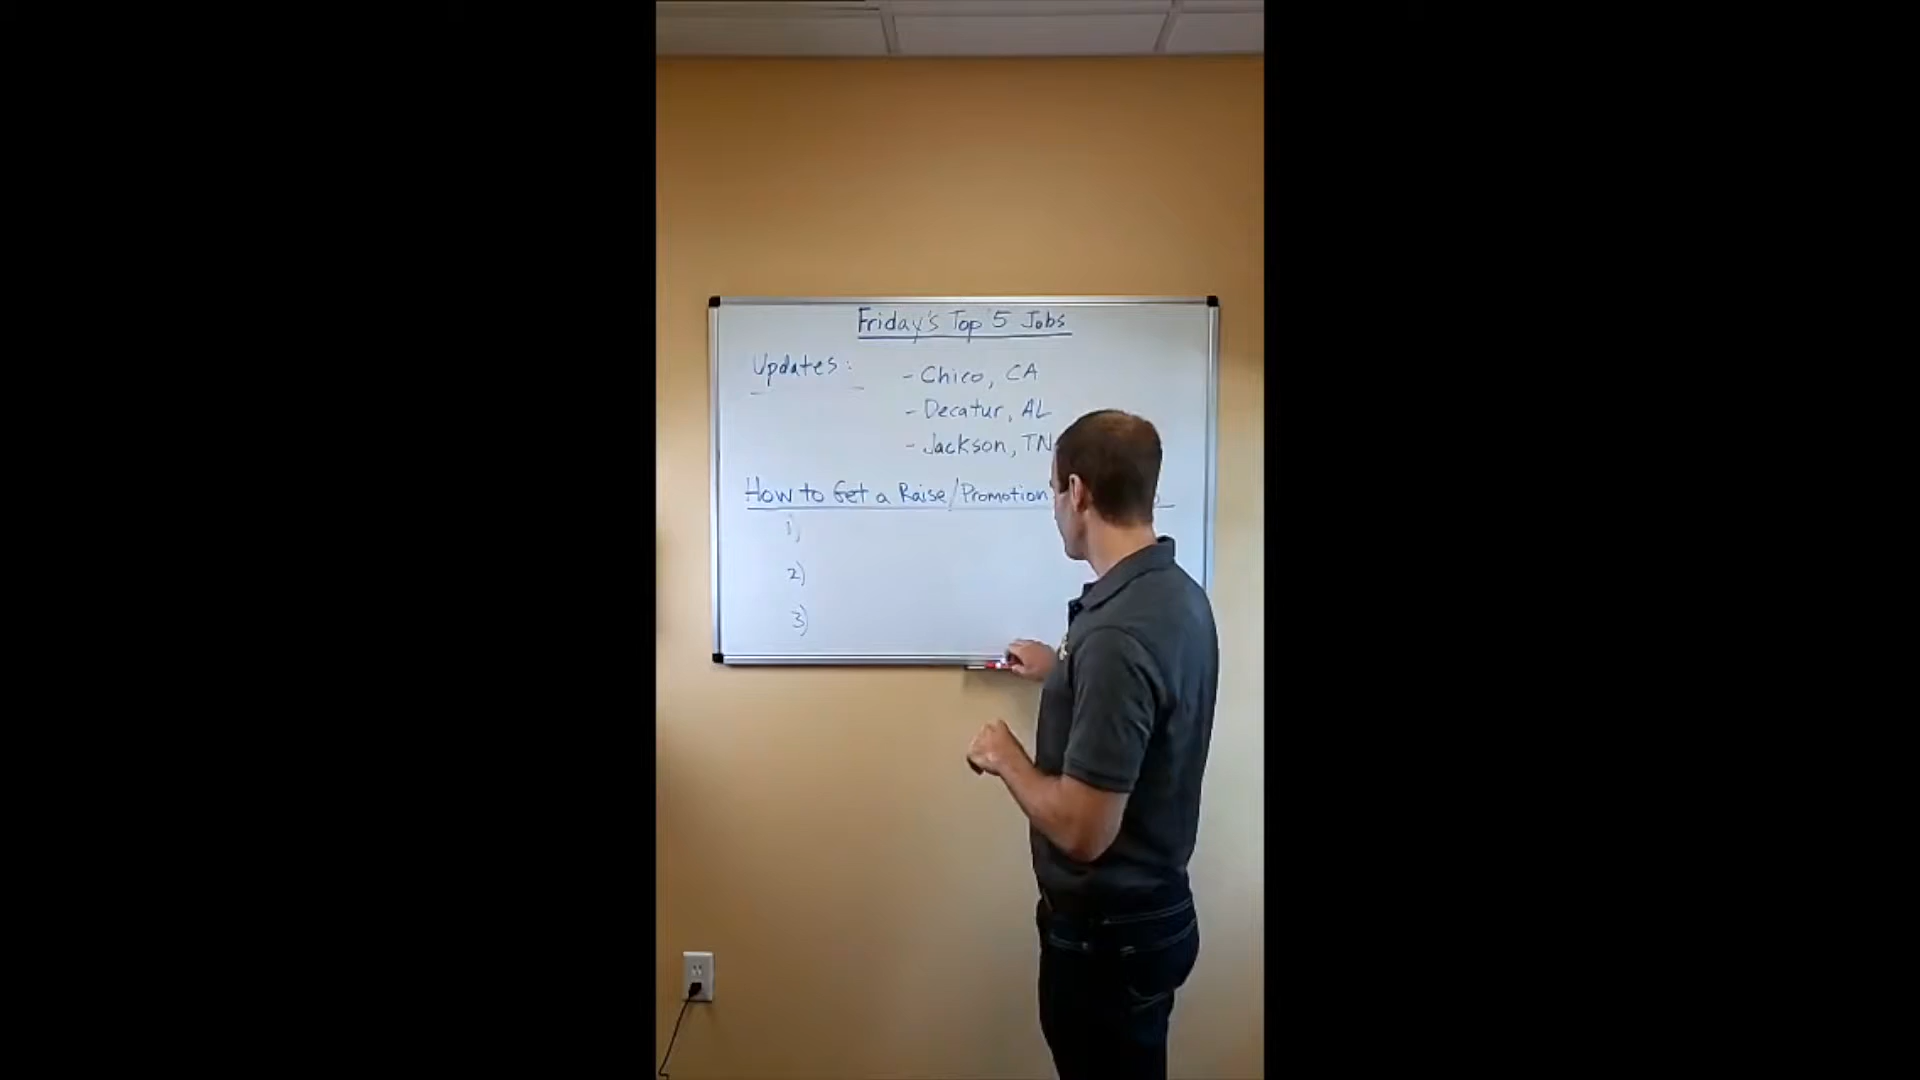 Friday's Top 5 Jobs
Updates:
- Chico, CA
- Decatur, AL
- Jackson, TN
How to Get a Raise/Promotion
1)
2)
3)